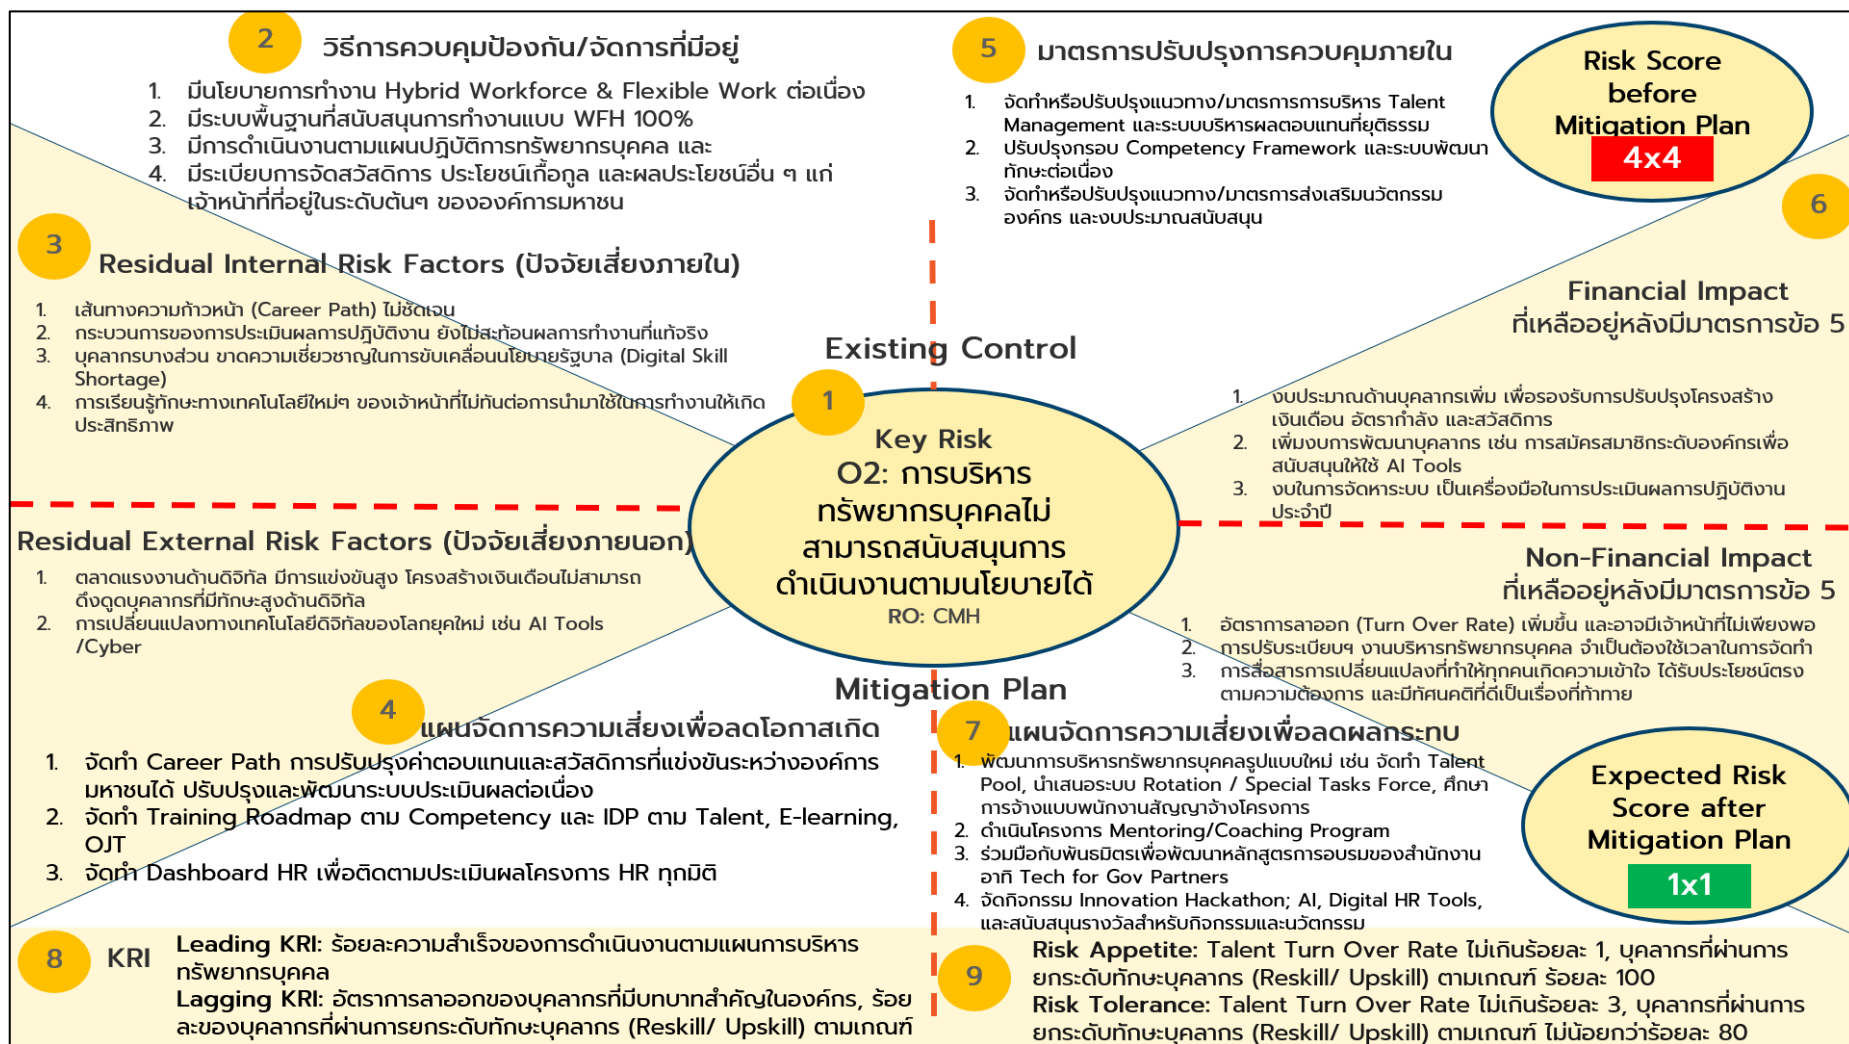 2
วิธีการควบคุมป้องกัน/จัดการที่มีอยู่
1. มีนโยบายการทำงาน Hybrid Workforce & Flexible Work ต่อเนื่อง
2. มีระบบพื้นฐานที่สนับสนุนการทำงานแบบ WFH 100%
3. มีการดำเนินงานตามแผนปฏิบัติการทรัพยากรบุคคล และ
4. มีระเบียบการจัดสวัสดิการ ประโยชน์เกื้อกูล และผลประโยชน์อื่น ๆ แก่
เจ้าหน้าที่ที่อยู่ในระดับต้นๆ ขององค์การมหาชน
5
มาตรการปรับปรุงการควบคุมภายใน
1. จัดทำหรือปรับปรุงแนวทาง/มาตรการการบริหาร Talent
Management และระบบบริหารผลตอบแทนที่ยุติธรรม
2. ปรับปรุงกรอบ Competency Framework และระบบพัฒนา
ทักษะต่อเนื่อง
3. จัดทำหรือปรับปรุงแนวทาง/มาตรการส่งเสริมนวัตกรรม
องค์กร และงบประมาณสนับสนุน
Risk Score
before
Mitigation Plan
4x4
3
Residual Internal Risk Factors (ปัจจัยเสี่ยงภายใน)
1. เส้นทางความก้าวหน้า (Career Path) ไม่ชัดเจน
2. กระบวนการของการประเมินผลการปฎิบัติงาน ยังไม่สะท้อนผลการทำงานที่แท้จริง
3. บุคลากรบางส่วน ขาดความเชี่ยวชาญในการขับเคลื่อนนโยบายรัฐบาล (Digital Skill
Shortage)
4. การเรียนรู้ทักษะทางเทคโนโลยีใหม่ๆ ของเจ้าหน้าที่ไม่ทันต่อการนำมาใช้ในการทำงานให้เกิด
ประสิทธิภาพ
6
Financial Impact
ที่เหลืออยู่หลังมีมาตรการข้อ 5
1. งบประมาณด้านบุคลากรเพิ่ม เพื่อรองรับการปรับปรุงโครงสร้าง
เงินเดือน อัตรากำลัง และสวัสดิการ
2. เพิ่มงบการพัฒนาบุคลากร เช่น การสมัครสมาชิกระดับองค์กรเพื่อ
สนับสนุนให้ใช้ AI Tools
3. งบในการจัดหาระบบ เป็นเครื่องมือในการประเมินผลการปฏิบัติงาน
ประจำปี
Existing Control
1
Key Risk
O2: การบริหาร
ทรัพยากรบุคคลไม่
สามารถสนับสนุนการ
ดำเนินงานตามนโยบายได้
RO: CMH
Residual External Risk Factors (ปัจจัยเสี่ยงภายนอก)
1. ตลาดแรงงานด้านดิจิทัล มีการแข่งขันสูง โครงสร้างเงินเดือนไม่สามารถ
ดึงดูดบุคลากรที่มีทักษะสูงด้านดิจิทัล
2. การเปลี่ยนแปลงทางเทคโนโลยีดิจิทัลของโลกยุคใหม่ เช่น AI Tools
/Cyber
Non-Financial Impact
ที่เหลืออยู่หลังมีมาตรการข้อ 5
1. อัตราการลาออก (Turn Over Rate) เพิ่มขึ้น และอาจมีเจ้าหน้าที่ไม่เพียงพอ
2. การปรับระเบียบฯ งานบริหารทรัพยากรบุคคล จำเป็นต้องใช้เวลาในการจัดทำ
3. การสื่อสารการเปลี่ยนแปลงที่ทำให้ทุกคนเกิดความเข้าใจ ได้รับประโยชน์ตรง
ตามความต้องการ และมีทัศนคติที่ดีเป็นเรื่องที่ท้าทาย
Mitigation Plan
4
แผนจัดการความเสี่ยงเพื่อลดโอกาสเกิด
1. จัดทำ Career Path การปรับปรุงค่าตอบแทนและสวัสดิการที่แข่งขันระหว่างองค์การ
มหาชนได้ ปรับปรุงและพัฒนาระบบประเมินผลต่อเนื่อง
2. จัดทำ Training Roadmap ตาม Competency และ IDP ตาม Talent, E-learning,
OJT
3. จัดทำ Dashboard HR เพื่อติดตามประเมินผลโครงการ HR ทุกมิติ
7
แผนจัดการความเสี่ยงเพื่อลดผลกระทบ
1. พัฒนาการบริหารทรัพยากรบุคคลรูปแบบใหม่ เช่น จัดทำ Talent
Pool, นำเสนอระบบ Rotation / Special Tasks Force, ศึกษา
การจ้างแบบพนักงานสัญญาจ้างโครงการ
2. ดำเนินโครงการ Mentoring/Coaching Program
3. ร่วมมือกับพันธมิตรเพื่อพัฒนาหลักสูตรการอบรมของสำนักงาน
อาทิ Tech for Gov Partners
4. จัดกิจกรรม Innovation Hackathon; AI, Digital HR Tools,
และสนับสนุนรางวัลสำหรับกิจกรรมและนวัตกรรม
Expected Risk
Score after
Mitigation Plan
1x1
8
KRI
Leading KRI: ร้อยละความสำเร็จของการดำเนินงานตามแผนการบริหาร
ทรัพยากรบุคคล
Lagging KRI: อัตราการลาออกของบุคลากรที่มีบทบาทสำคัญในองค์กร, ร้อย
ละของบุคลากรที่ผ่านการยกระดับทักษะบุคลากร (Reskill/ Upskill) ตามเกณฑ์
9
Risk Appetite: Talent Turn Over Rate ไม่เกินร้อยละ 1, บุคลากรที่ผ่านการ
ยกระดับทักษะบุคลากร (Reskill/ Upskill) ตามเกณฑ์ ร้อยละ 100
Risk Tolerance: Talent Turn Over Rate ไม่เกินร้อยละ 3, บุคลากรที่ผ่านการ
ยกระดับทักษะบุคลากร (Reskill/ Upskill) ตามเกณฑ์ ไม่น้อยกว่าร้อยละ 80